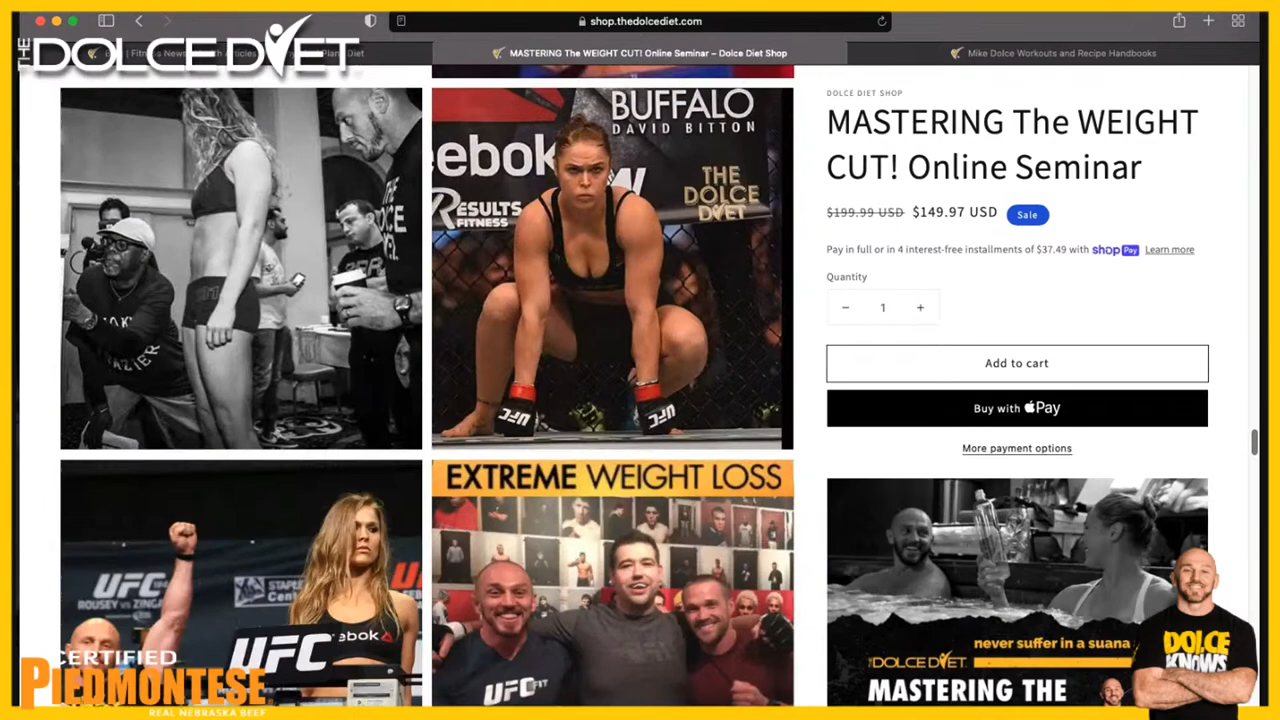 shop.thedolcediet.com
THE
DOLCE DIET
MASTERING The WEIGHT CUT! Online Seminar – Dolce Diet Shop
Mike Dolce Workouts and Recipe Handbooks
BUFFALO
DAVID BITTON
eebok
RESULTS
FITNESS
THE
DOLCE
DIET
UFC
UFC
DOLCE DIET SHOP
MASTERING The WEIGHT
CUT! Online Seminar
$199.99 USD $149.97 USD Sale
Pay in full or in 4 interest-free installments of $37.49 with shop Pay Learn more
Quantity
− 1 +
Add to cart
Buy with Pay
More payment options
UFC
ROUSEY VS ZINGA
STAPLE
Cente
UFC
ebok
EXTREME WEIGHT LOSS
UFC FIT
never suffer in a suana
THE DOLCE DIET
MASTERING THE
DOLCE
KNOWS
CERTIFIED
PIEDMONTESE
REAL NEBRASKA BEEF